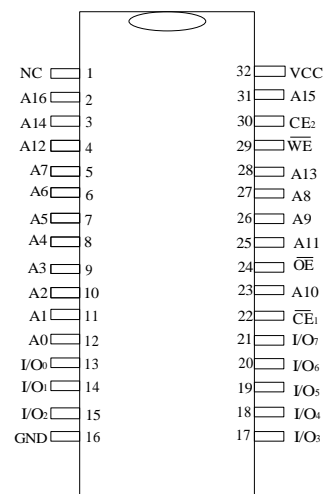 NC 1 32 VCC
A16 2 31 A15
A14 3 30 CE₂
A12 4 29 W̅E̅
A7 5 28 A13
A6 6 27 A8
A5 7 26 A9
A4 8 25 A11
A3 9 24 O̅E̅
A2 10 23 A10
A1 11 22 C̅E̅₁
A0 12 21 I/O₇
I/O₀ 13 20 I/O₆
I/O₁ 14 19 I/O₅
I/O₂ 15 18 I/O₄
GND 16 17 I/O₃